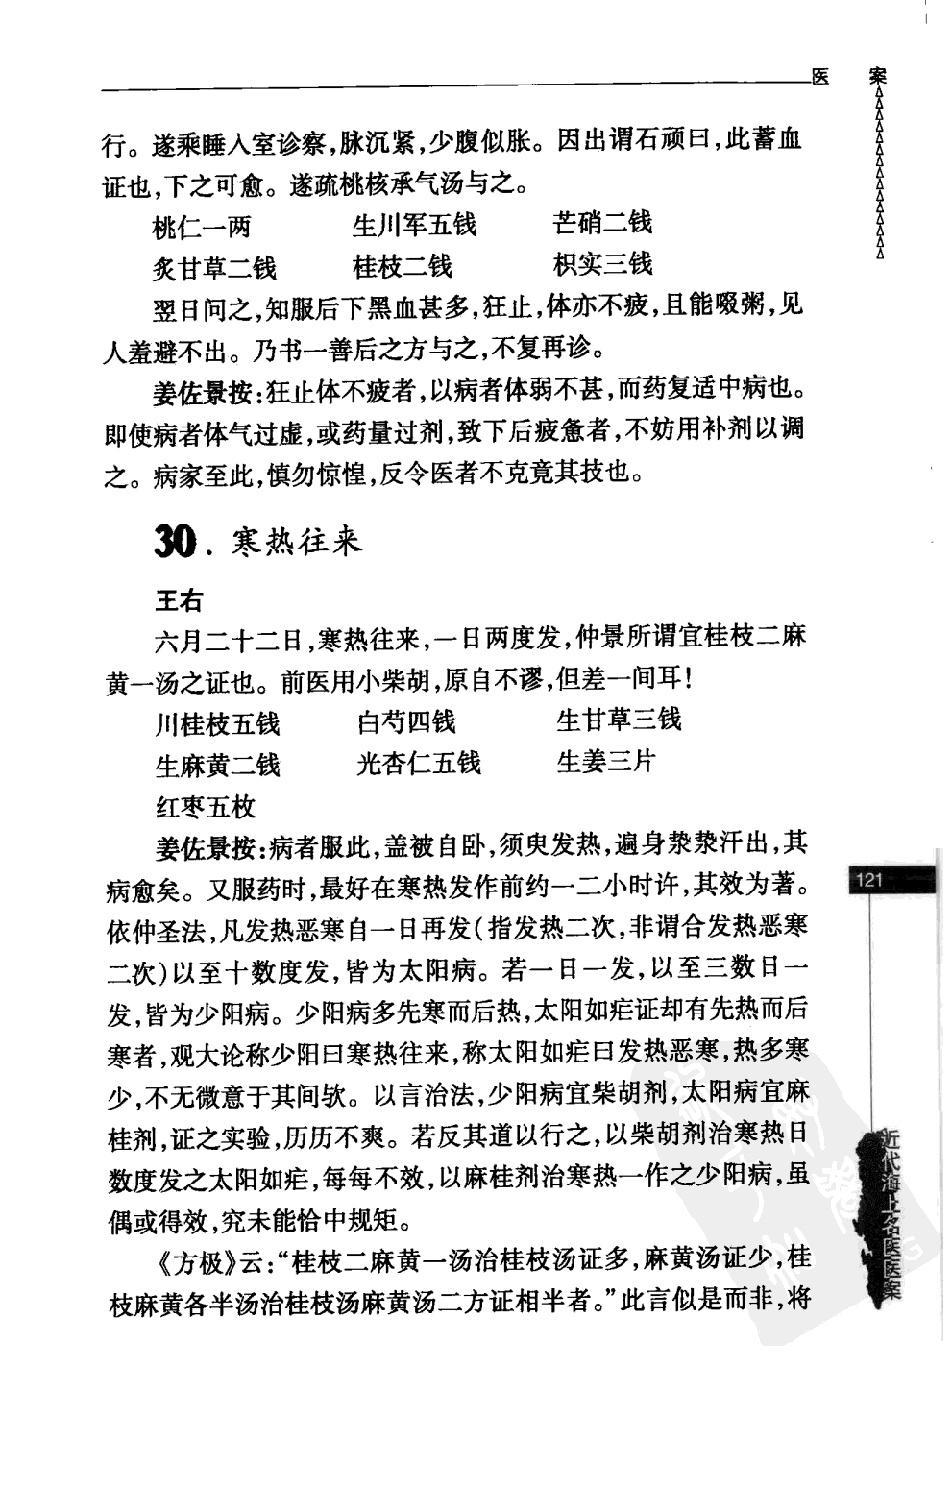 医 案
行。遂乘睡入室诊察,脉沉紧,少腹似胀。因出谓石顽曰,此蓄血
证也,下之可愈。遂疏桃核承气汤与之。
桃仁一两 生川军五钱 芒硝二钱
炙甘草二钱 桂枝二钱 枳实三钱
翌日问之,知服后下黑血甚多,狂止,体亦不疲,且能啜粥,见
人羞避不出。乃书一善后之方与之,不复再诊。
姜佐景按:狂止体不疲者,以病者体弱不甚,而药复适中病也。
即使病者体气过虚,或药量过剂,致下后疲惫者,不妨用补剂以调
之。病家至此,慎勿惊惶,反令医者不克竟其技也。
30. 寒热往来
王右
六月二十二日,寒热往来,一日两度发,仲景所谓宜桂枝二麻
黄一汤之证也。前医用小柴胡,原自不谬,但差一间耳!
川桂枝五钱 白芍四钱 生甘草三钱
生麻黄二钱 光杏仁五钱 生姜三片
红枣五枚
姜佐景按:病者服此,盖被自卧,须臾发热,遍身漐漐汗出,其
病愈矣。又服药时,最好在寒热发作前约一二小时许,其效为著。
依仲圣法,凡发热恶寒自一日再发(指发热二次,非谓合发热恶寒
二次)以至十数度发,皆为太阳病。若一日一发,以至三数日一
发,皆为少阳病。少阳病多先寒而后热,太阳如疟证却有先热而后
寒者,观大论称少阳曰寒热往来,称太阳如疟曰发热恶寒,热多寒
少,不无微意于其间欤。以言治法,少阳病宜柴胡剂,太阳病宜麻
桂剂,证之实验,历历不爽。若反其道以行之,以柴胡剂治寒热日
数度发之太阳如疟,每每不效,以麻桂剂治寒热一作之少阳病,虽
偶或得效,究未能恰中规矩。
《方极》云:“桂枝二麻黄一汤治桂枝汤证多,麻黄汤证少,桂
枝麻黄各半汤治桂枝汤麻黄汤二方证相半者。”此言似是而非,将
121
近代海上名医医案